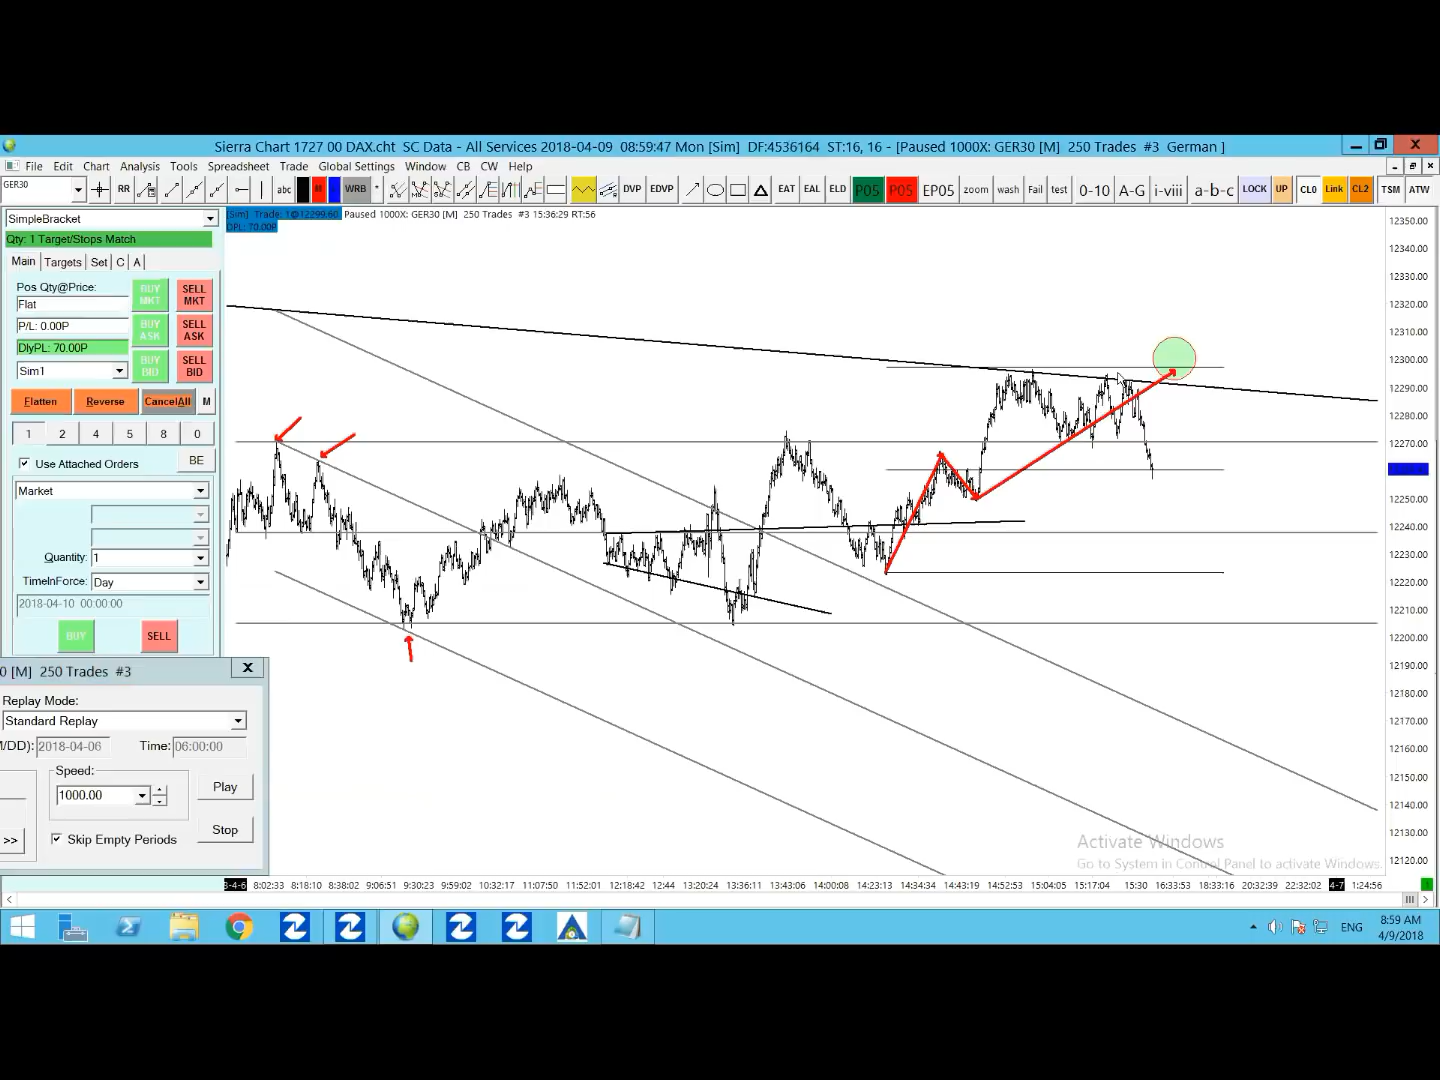 Sierra Chart 1727 00 DAX.cht SC Data - All Services 2018-04-09 08:59:47 Mon [Sim] DF:4536164 ST:16, 16 - [Paused 1000X: GER30 [M] 250 Trades #3 German ]
File Edit Chart Analysis Tools Spreadsheet Trade Global Settings Window CB CW Help
GER30 RR abc M WRB * DVP EDVP EAT EAL ELD P05 P05 EP05 zoom wash Fail test 0-10 A-G i-viii a-b-c LOCK UP CL0 Link CL2 TSM ATW
SimpleBracket
[Sim] Trade: 1@12299.60 Paused 1000X: GER30 [M] 250 Trades #3 15:36:29 RT:56
DPL: 70.00P
Qty: 1 Target/Stops Match
Main Targets Set C A
Pos Qty@Price:
Flat
BUY MKT
SELL MKT
P/L: 0.00P
BUY ASK
SELL ASK
DlyPL: 70.00P
Sim1
BUY BID
SELL BID
Flatten Reverse CancelAll M
1 2 4 5 8 0
Use Attached Orders BE
Market
Quantity: 1
TimeInForce: Day
2018-04-10 00:00:00
BUY SELL
0 [M] 250 Trades #3 X
Replay Mode:
Standard Replay
M/DD): 2018-04-06 Time: 06:00:00
Speed:
1000.00 Play
Stop
>> Skip Empty Periods
12350.00
12340.00
12330.00
12320.00
12310.00
12300.00
12290.00
12280.00
12270.00
12250.00
12240.00
12230.00
12220.00
12210.00
12200.00
12190.00
12180.00
12170.00
12160.00
12150.00
12140.00
12130.00
12120.00
Activate Windows
Go to System in Control Panel to activate Windows.
3-4-6 8:02:33 8:18:10 8:38:02 9:06:51 9:30:23 9:59:02 10:32:17 11:07:50 11:52:01 12:18:42 12:44 13:20:24 13:36:11 13:43:06 14:00:08 14:23:13 14:34:34 14:43:19 14:52:53 15:04:05 15:17:04 15:30 16:33:53 18:33:16 20:32:39 22:32:02 4-7 1:24:56 1
ENG
8:59 AM
4/9/2018